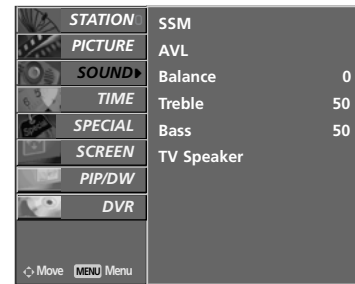 STATION
PICTURE
SOUND
TIME
SPECIAL
SCREEN
PIP/DW
DVR
Move MENU Menu
SSM
AVL
Balance 0
Treble 50
Bass 50
TV Speaker